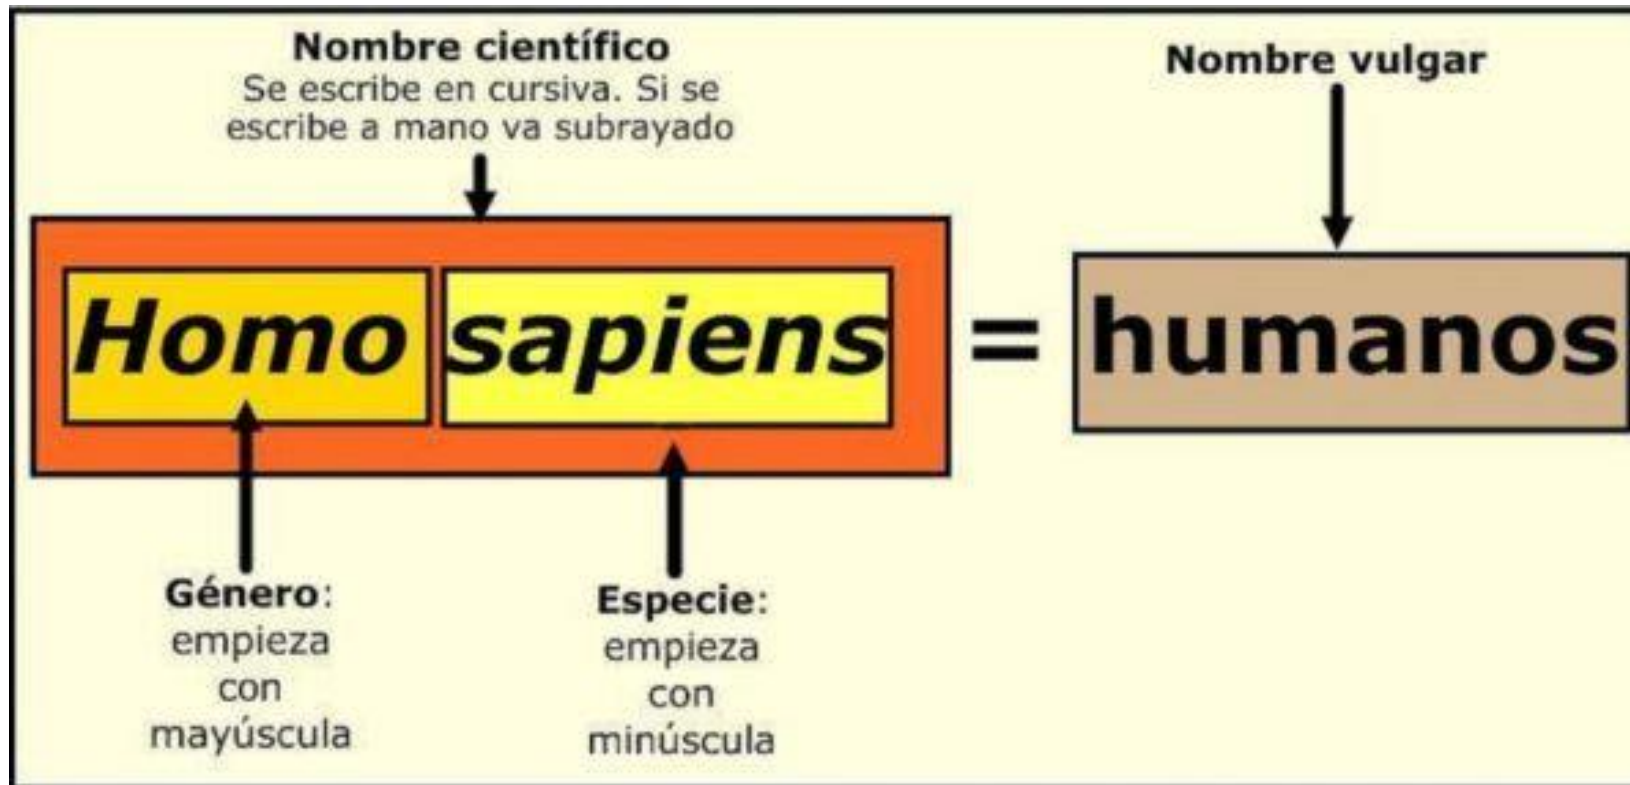 Nombre científico
Se escribe en cursiva. Si se
escribe a mano va subrayado
Nombre vulgar
Homo sapiens = humanos
Género:
empieza
con
mayúscula
Especie:
empieza
con
minúscula